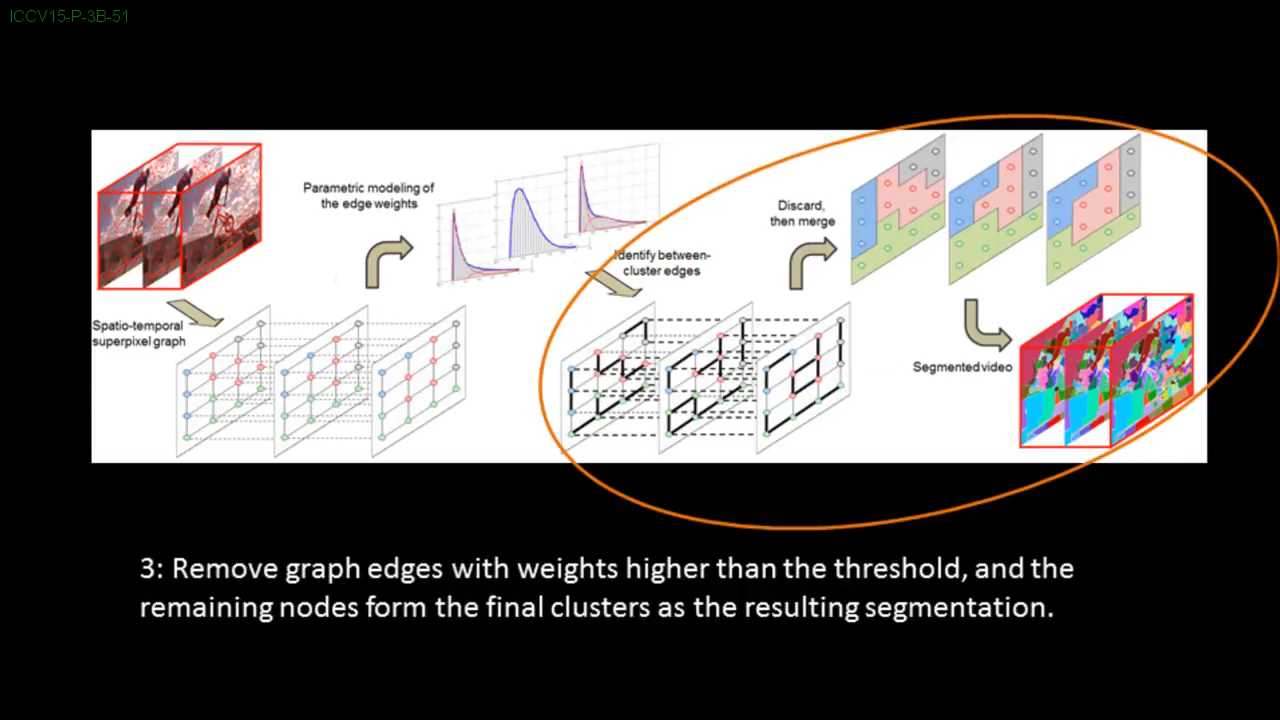 ICCV15-P-3B-51
Parametric modeling of
the edge weights
Spatio-temporal
superpixel graph
Identify between-
cluster edges
Discard,
then merge
Segmented video
3: Remove graph edges with weights higher than the threshold, and the
remaining nodes form the final clusters as the resulting segmentation.